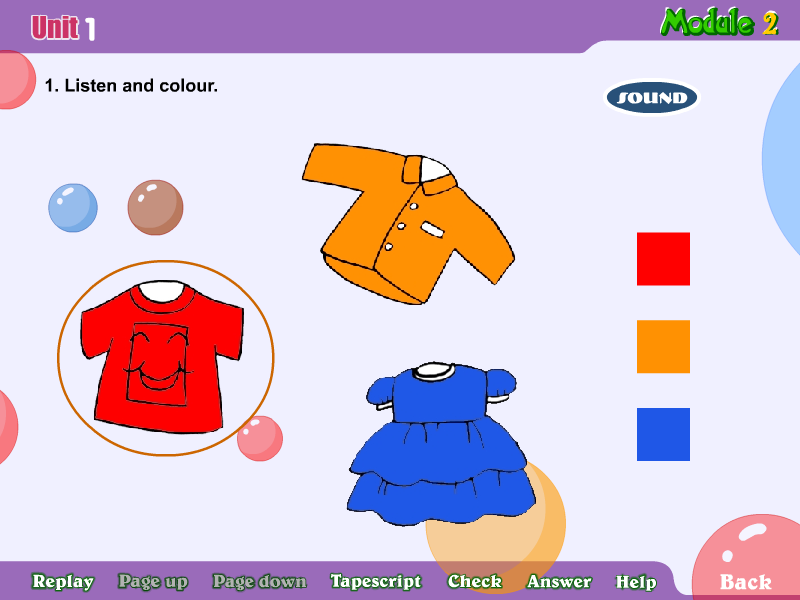 Unit 1
Module 2
1. Listen and colour.
SOUND
Replay Page up Page down Tapescript Check Answer Help Back